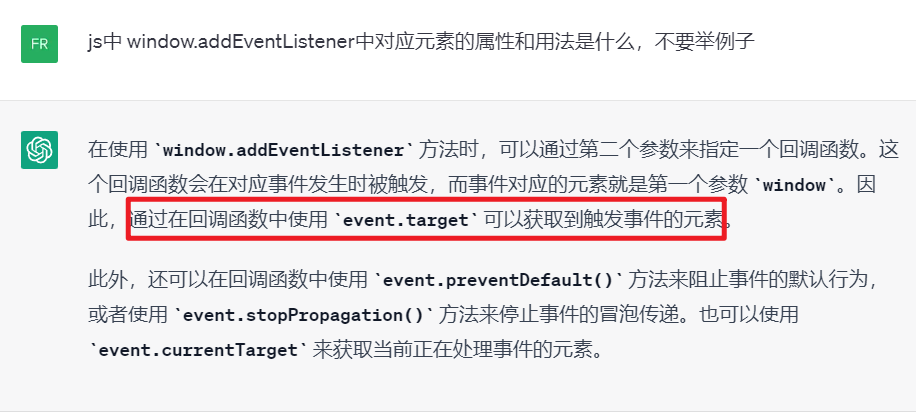 FR
js中 window.addEventListener中对应元素的属性和用法是什么，不要举例子
在使用 `window.addEventListener` 方法时，可以通过第二个参数来指定一个回调函数。这
个回调函数会在对应事件发生时被触发，而事件对应的元素就是第一个参数 `window`。因
此，通过在回调函数中使用 `event.target` 可以获取到触发事件的元素。
此外，还可以在回调函数中使用 `event.preventDefault()` 方法来阻止事件的默认行为，
或者使用 `event.stopPropagation()` 方法来停止事件的冒泡传递。也可以使用
`event.currentTarget` 来获取当前正在处理事件的元素。